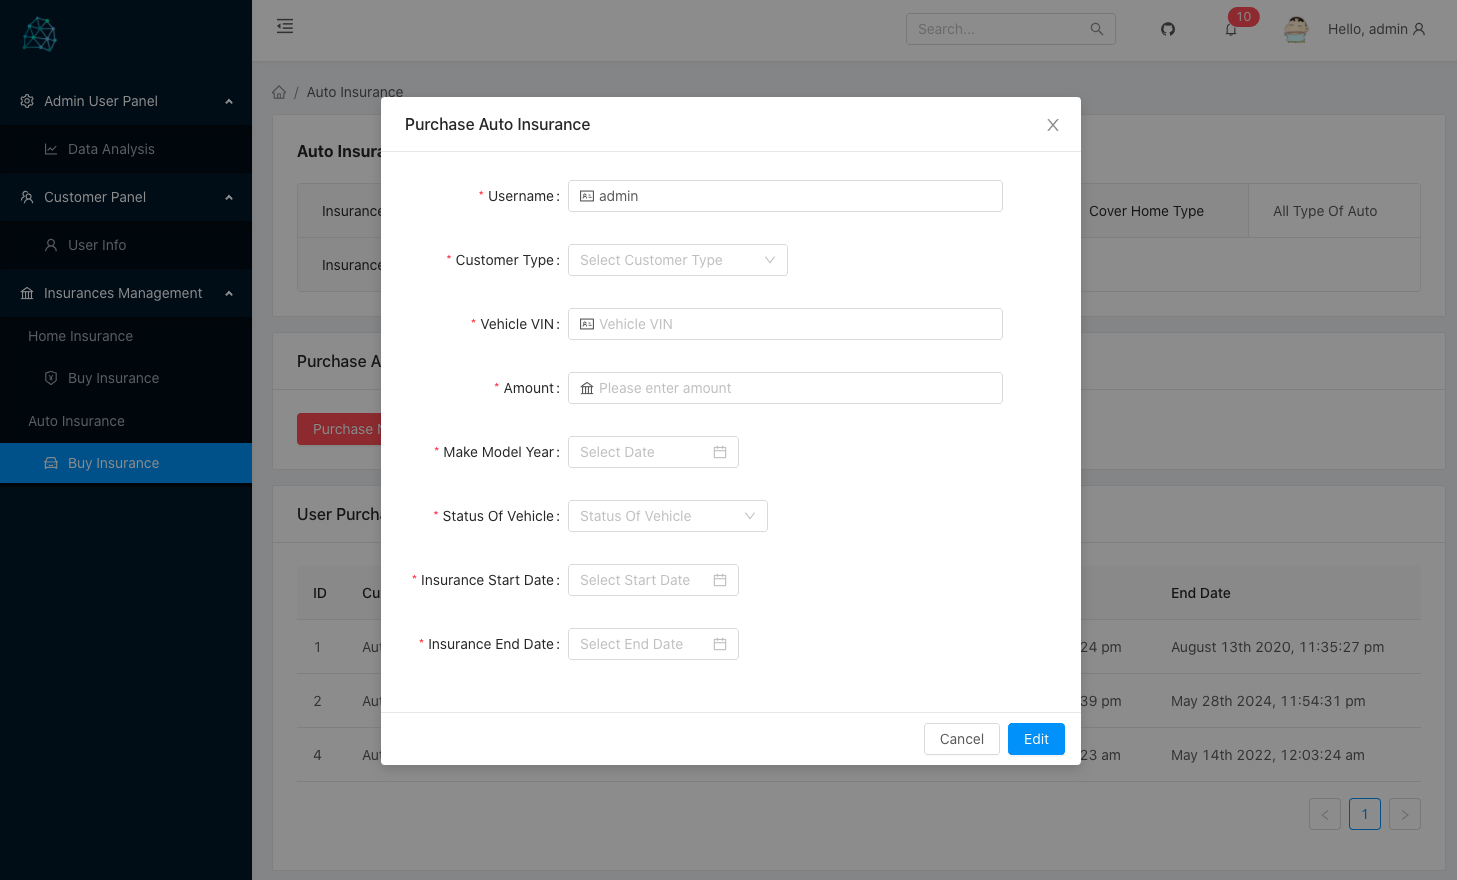 Search...
10
Hello, admin
Admin User Panel
Data Analysis
Customer Panel
User Info
Insurances Management
Home Insurance
Buy Insurance
Auto Insurance
Buy Insurance
/ Auto Insurance
Auto Insura
Insurance
Cover Home Type
All Type Of Auto
Insurance
Purchase A
Purchase N
User Purcha
ID
Cu
End Date
1
Aut
24 pm
August 13th 2020, 11:35:27 pm
2
Aut
39 pm
May 28th 2024, 11:54:31 pm
4
Aut
23 am
May 14th 2022, 12:03:24 am
1
Purchase Auto Insurance
* Username: admin
* Customer Type: Select Customer Type
* Vehicle VIN: Vehicle VIN
* Amount: Please enter amount
* Make Model Year: Select Date
* Status Of Vehicle: Status Of Vehicle
* Insurance Start Date: Select Start Date
* Insurance End Date: Select End Date
Cancel
Edit